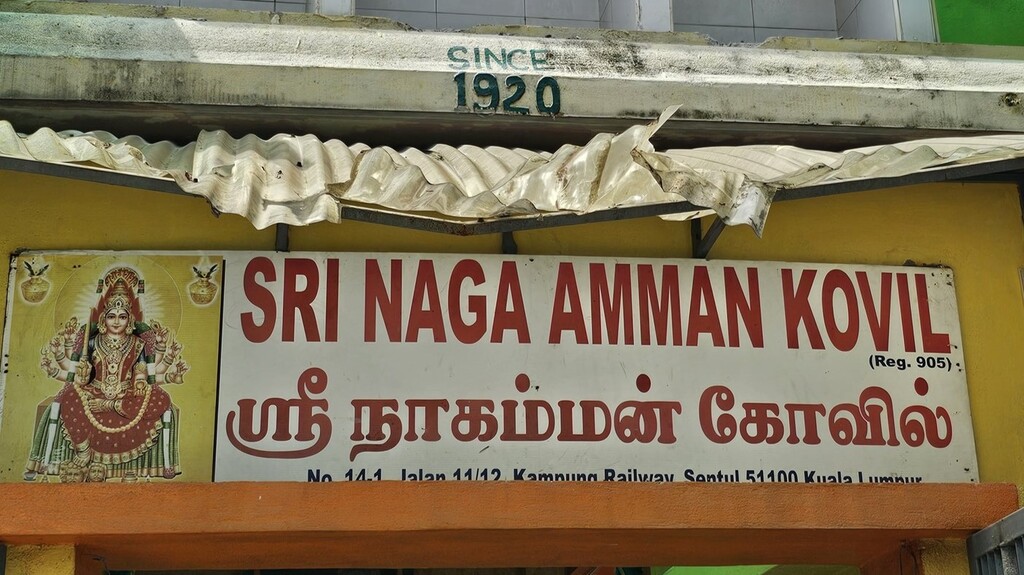 SINCE
1920
SRI NAGA AMMAN KOVIL
(Reg. 905)
ஸ்ரீ நாகம்மன் கோவில்
No. 14-1, Jalan 11/12, Kampung Railway, Sentul 51100 Kuala Lumpur